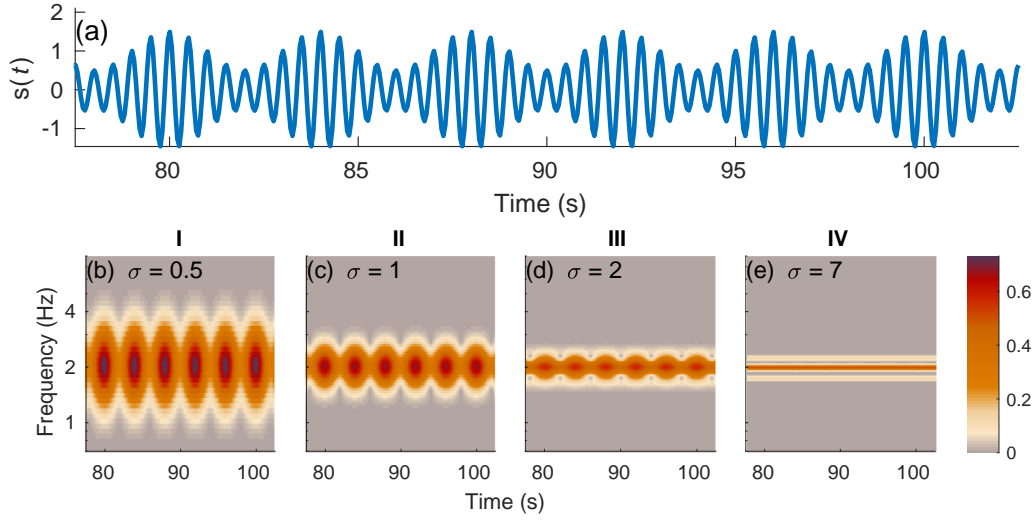 2
1
0
-1
s(t)
(a)
80 85 90 95 100
Time (s)
I II III IV
(b) σ = 0.5 (c) σ = 1 (d) σ = 2 (e) σ = 7
4
2
1
Frequency (Hz)
80 90 100 80 90 100 80 90 100 80 90 100
Time (s)
0.6
0.4
0.2
0